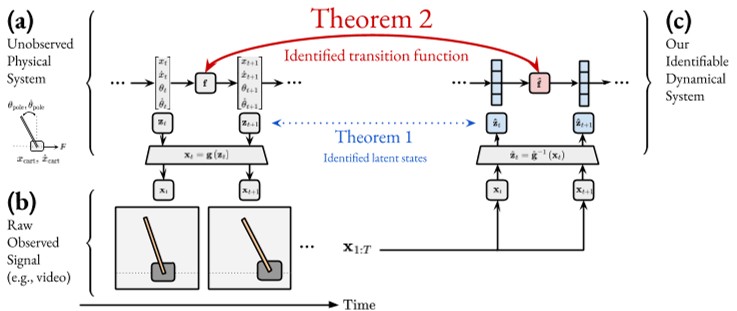 (a)
Unobserved
Physical
System
θpole, θ̇pole
F
xcart, ẋcart
Theorem 2
Identified transition function
(c)
Our
Identifiable
Dynamical
System
... [xt ẋt θt θ̇t] f [xt+1 ẋt+1 θt+1 θ̇t+1] ...
... f̂ ...
zt zt+1
Theorem 1
Identified latent states
ẑt ẑt+1
xt = g (zt)
ẑt = ĝ⁻¹ (xt)
xt xt+1
xt xt+1
(b)
Raw
Observed
Signal
(e.g., video)
... x1:T
Time